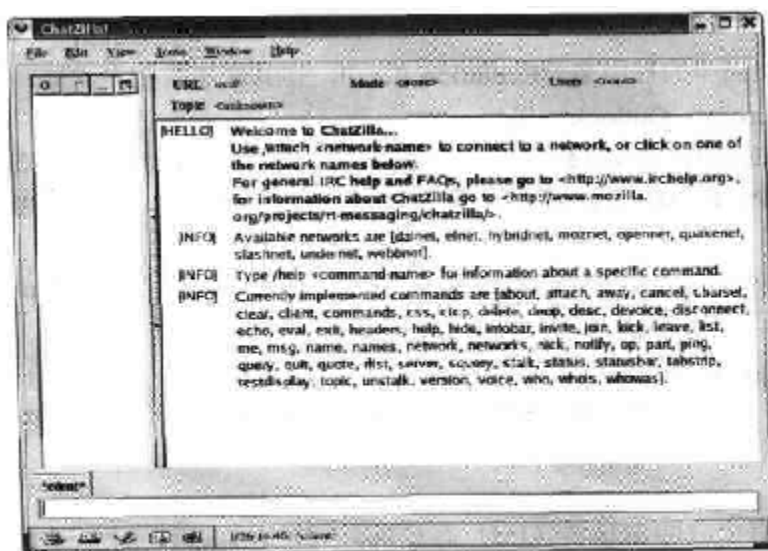 ChatZilla!
File Edit View Icons Window Help
URL Mode <none> Users <none>
Topic <unknown>
[HELLO] Welcome to ChatZilla...
Use /attach <network-name> to connect to a network, or click on one of
the network names below.
For general IRC help and FAQs, please go to <http://www.irchelp.org>,
for information about ChatZilla go to <http://www.mozilla.
org/projects/rt-messaging/chatzilla/>.
[INFO] Available networks are [dalnet, efnet, hybridnet, moznet, opennet, quakenet,
slashnet, undernet, webbnet].
[INFO] Type /help <command-name> for information about a specific command.
[INFO] Currently implemented commands are [about, attach, away, cancel, charset,
clear, client, commands, css, ctcp, delete, deop, desc, devoice, disconnect,
echo, eval, exit, headers, help, hide, infobar, invite, join, kick, leave, list,
me, msg, name, names, network, networks, nick, notify, op, part, ping,
query, quit, quote, rlist, server, squery, stalk, status, statusbar, tabstrip,
testdisplay, topic, unstalk, version, voice, who, whois, whowas].
*client*